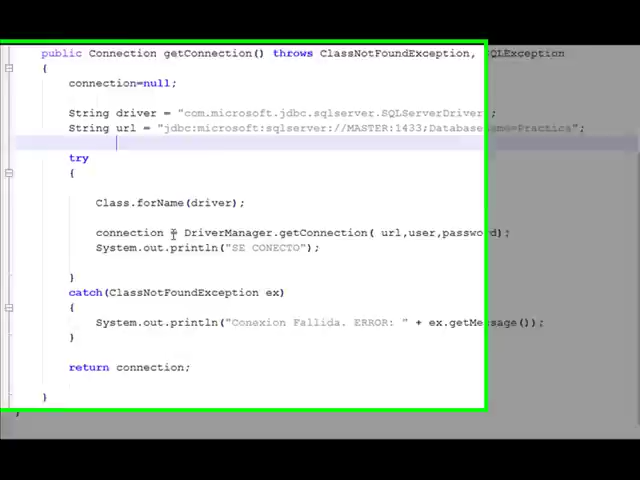 public Connection getConnection() throws ClassNotFoundException, SQLException
{
connection=null;
String driver = "com.microsoft.jdbc.sqlserver.SQLServerDriver";
String url = "jdbc:microsoft:sqlserver://MASTER:1433;DatabaseName=Practica";
try
{
Class.forName(driver);
connection = DriverManager.getConnection( url,user,password);
System.out.println("SE CONECTO");
}
catch(ClassNotFoundException ex)
{
System.out.println("Conexion Fallida. ERROR: " + ex.getMessage());
}
return connection;
}
}